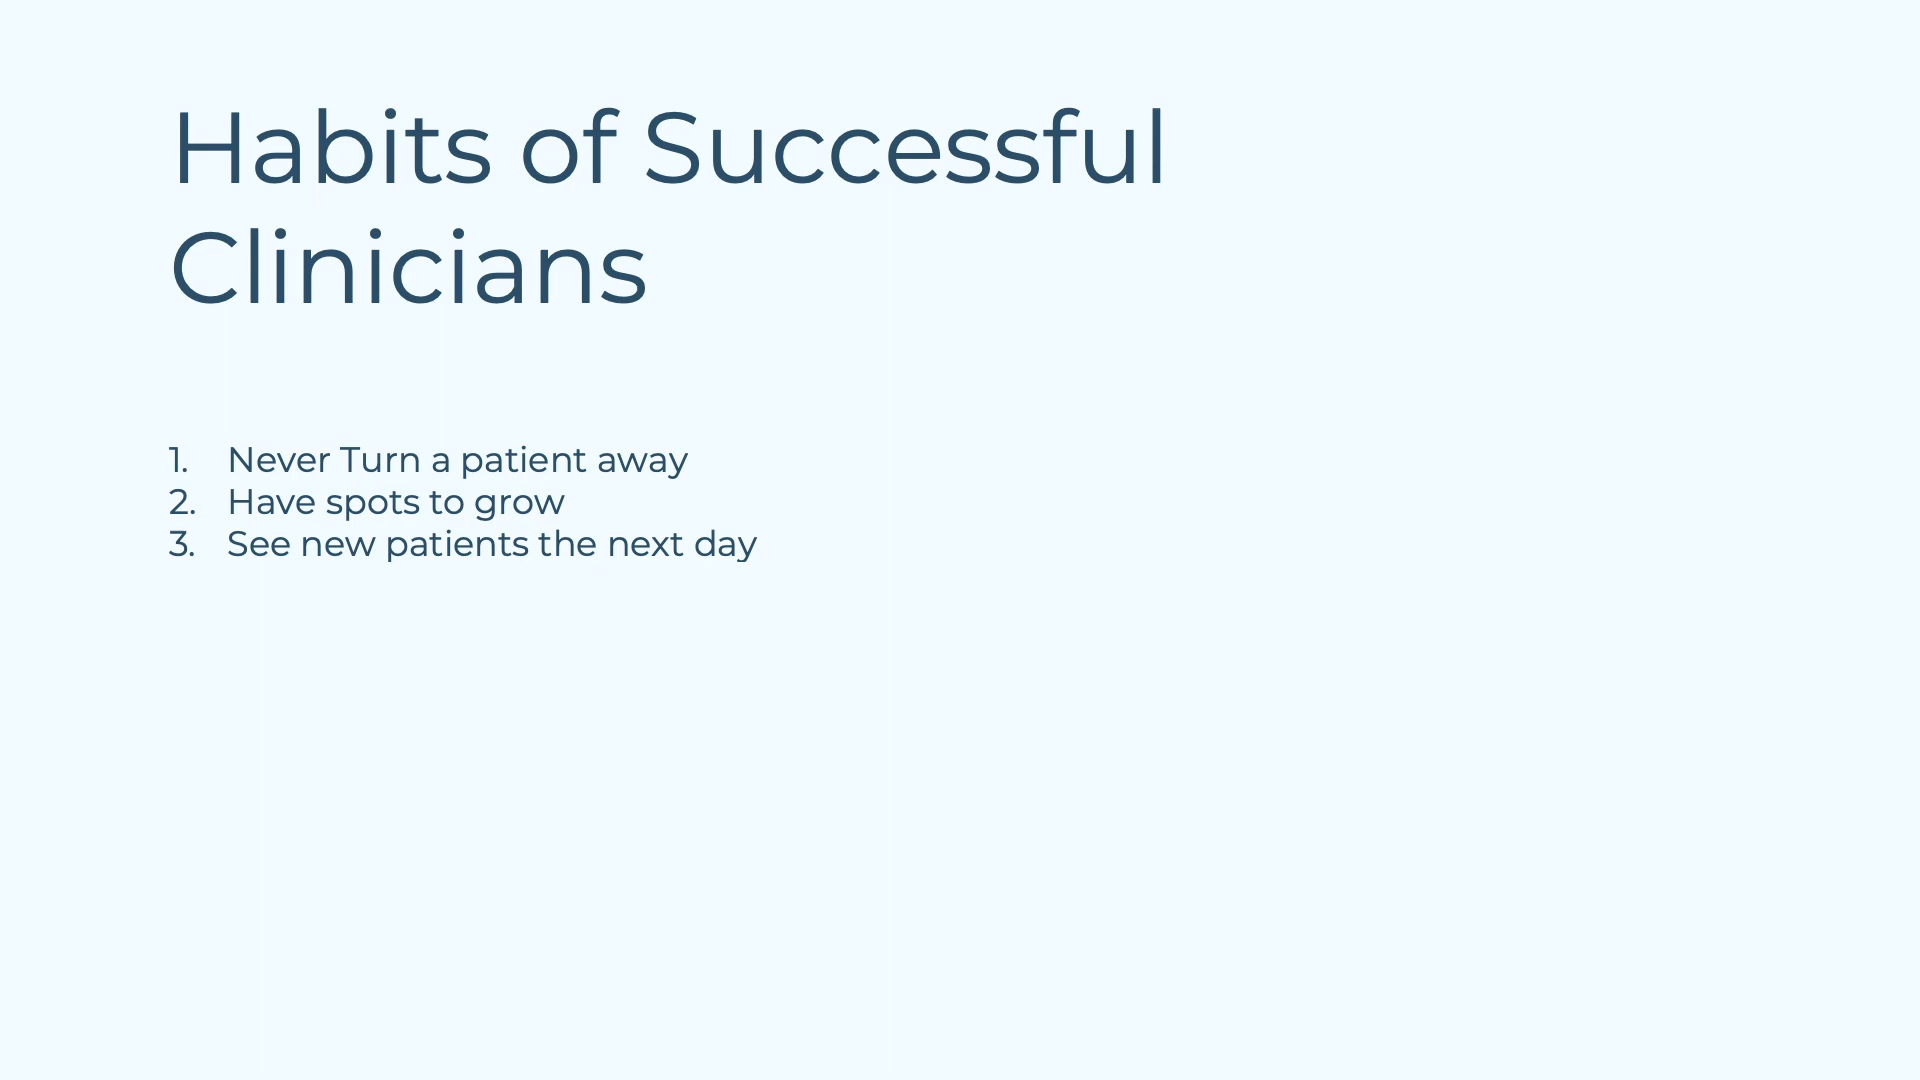 Habits of Successful
Clinicians
1. Never Turn a patient away
2. Have spots to grow
3. See new patients the next day